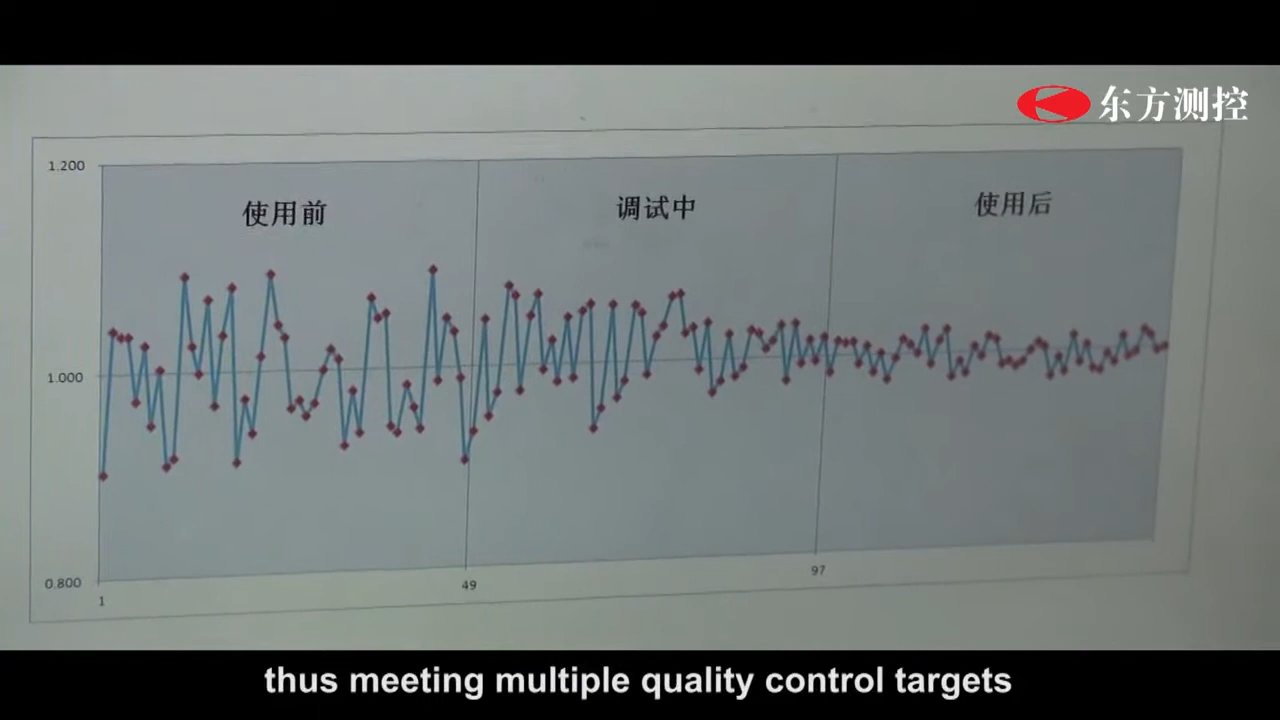 东方测控
1.200
使用前
调试中
使用后
1.000
0.800
1
49
97
thus meeting multiple quality control targets